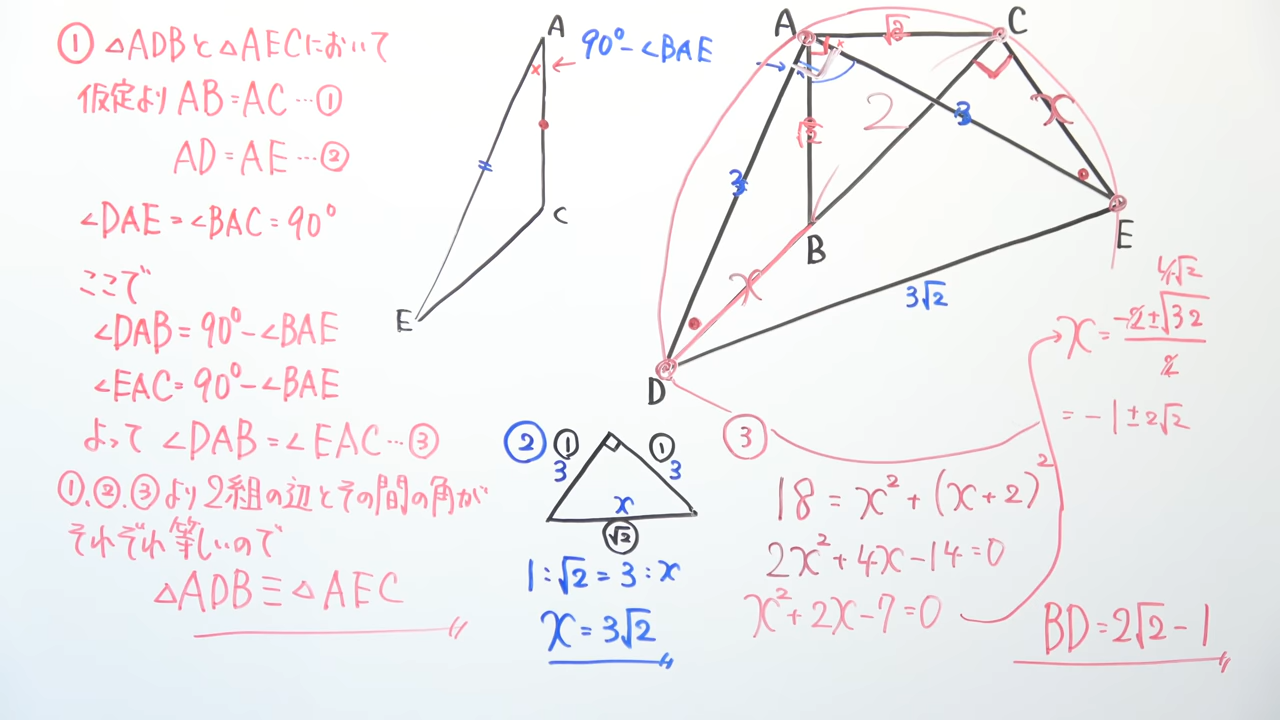 ① △ADBと△AECにおいて
仮定より AB=AC…①
AD=AE…②
∠DAE=∠BAC=90°
ここで
∠DAB=90°-∠BAE
∠EAC=90°-∠BAE
よって ∠DAB=∠EAC…③
①.②.③より2組の辺とその間の角が
それぞれ等しいので
△ADB≡△AEC
A
×
90°-∠BAE
C
E
A
√2
C
×
√2
2
3
x
3
B
E
x
3√2
D
②
①
①
3
3
x
√2
1:√2=3:x
x=3√2
③
18=x²+(x+2)²
2x²+4x-14=0
x²+2x-7=0
4√2
x=-2±√32/2
=-1±2√2
BD=2√2-1